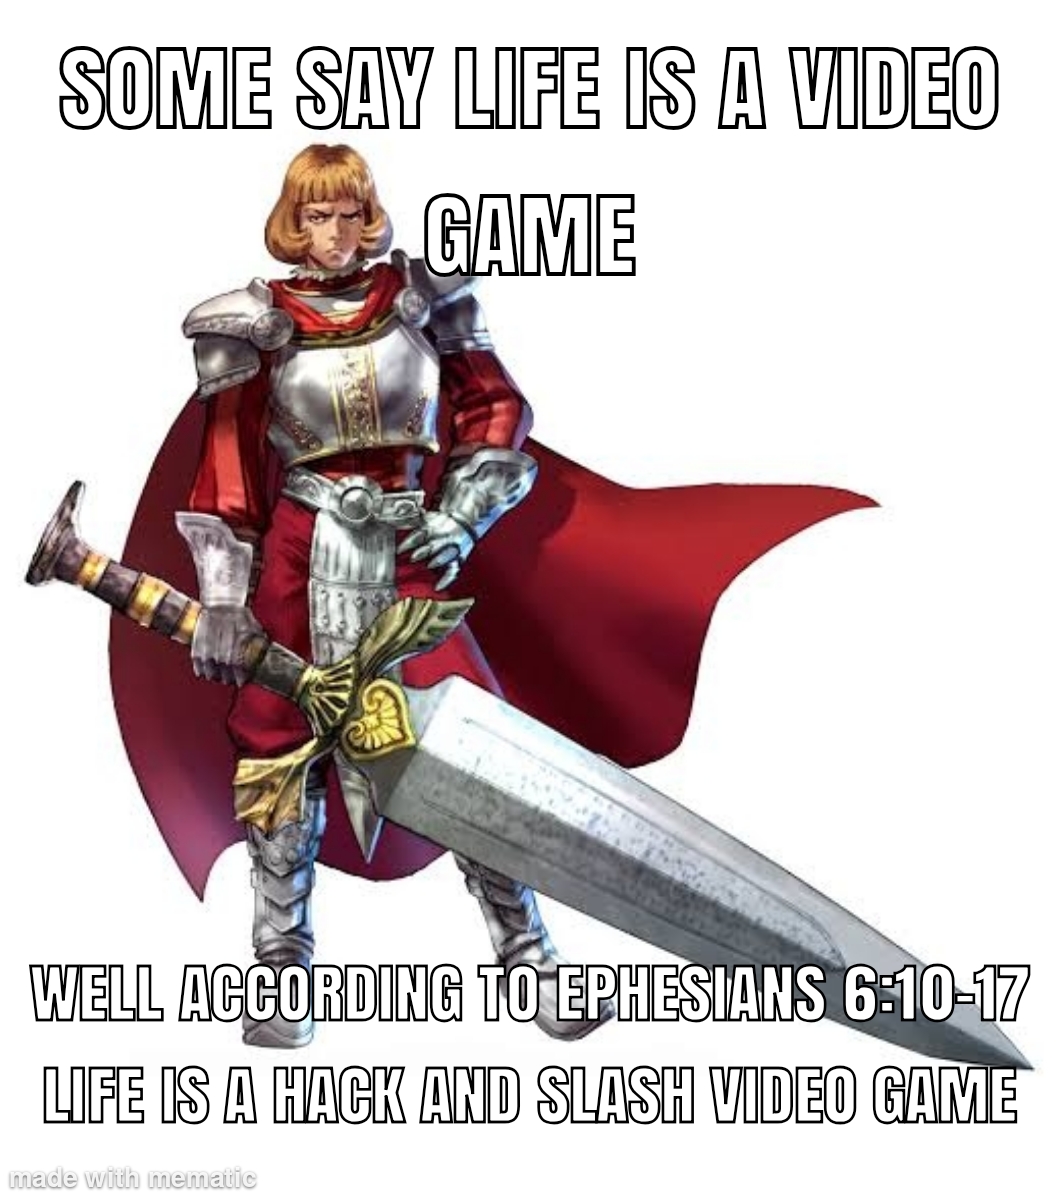 SOME SAY LIFE IS A VIDEO
GAME
WELL ACCORDING TO EPHESIANS 6:10-17
LIFE IS A HACK AND SLASH VIDEO GAME
made with mematic